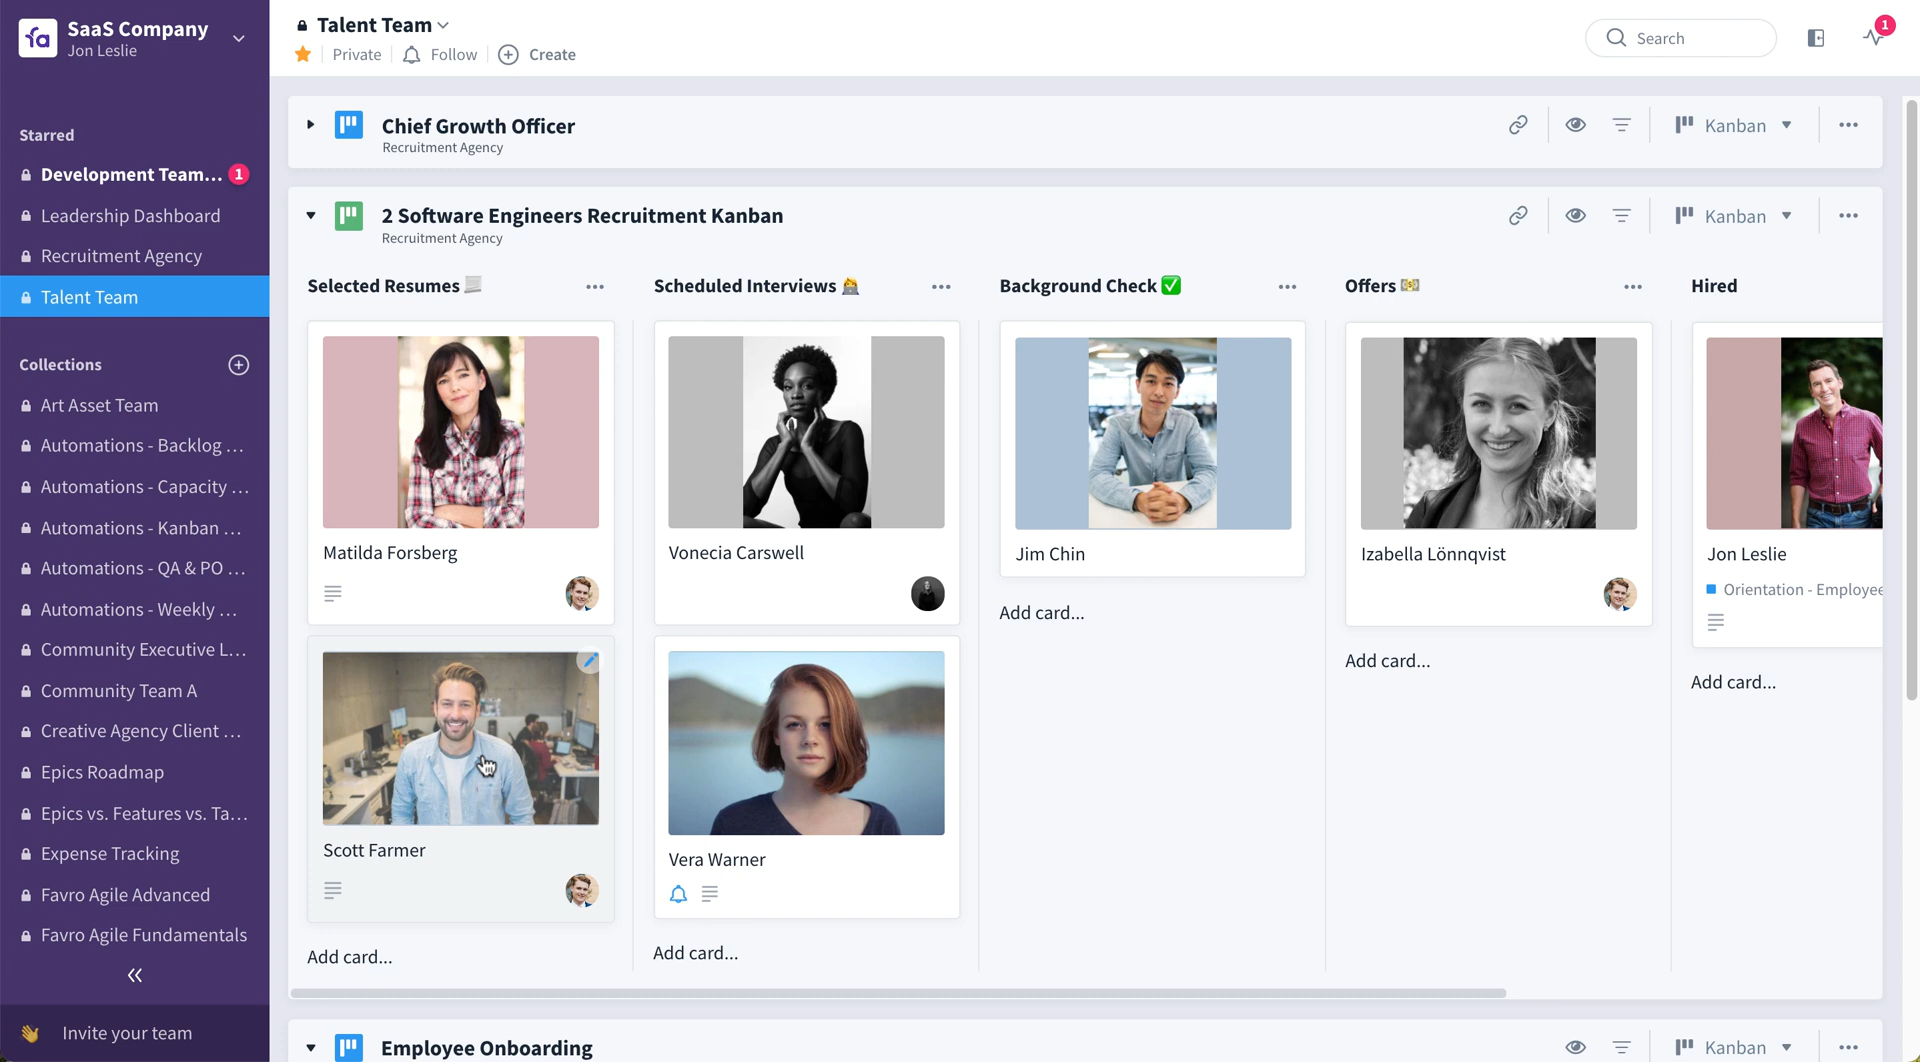 SaaS Company
Jon Leslie
Starred
Development Team... 1
Leadership Dashboard
Recruitment Agency
Talent Team
Collections
Art Asset Team
Automations - Backlog ...
Automations - Capacity ...
Automations - Kanban ...
Automations - QA & PO ...
Automations - Weekly ...
Community Executive L...
Community Team A
Creative Agency Client ...
Epics Roadmap
Epics vs. Features vs. Ta...
Expense Tracking
Favro Agile Advanced
Favro Agile Fundamentals
Invite your team
Talent Team
Private Follow Create
Search
1
Chief Growth Officer
Recruitment Agency
Kanban
2 Software Engineers Recruitment Kanban
Recruitment Agency
Kanban
Selected Resumes
Matilda Forsberg
Scott Farmer
Add card...
Scheduled Interviews
Vonecia Carswell
Vera Warner
Add card...
Background Check
Jim Chin
Add card...
Offers
Izabella Lönnqvist
Add card...
Hired
Jon Leslie
Orientation - Employee
Add card...
Employee Onboarding
Kanban